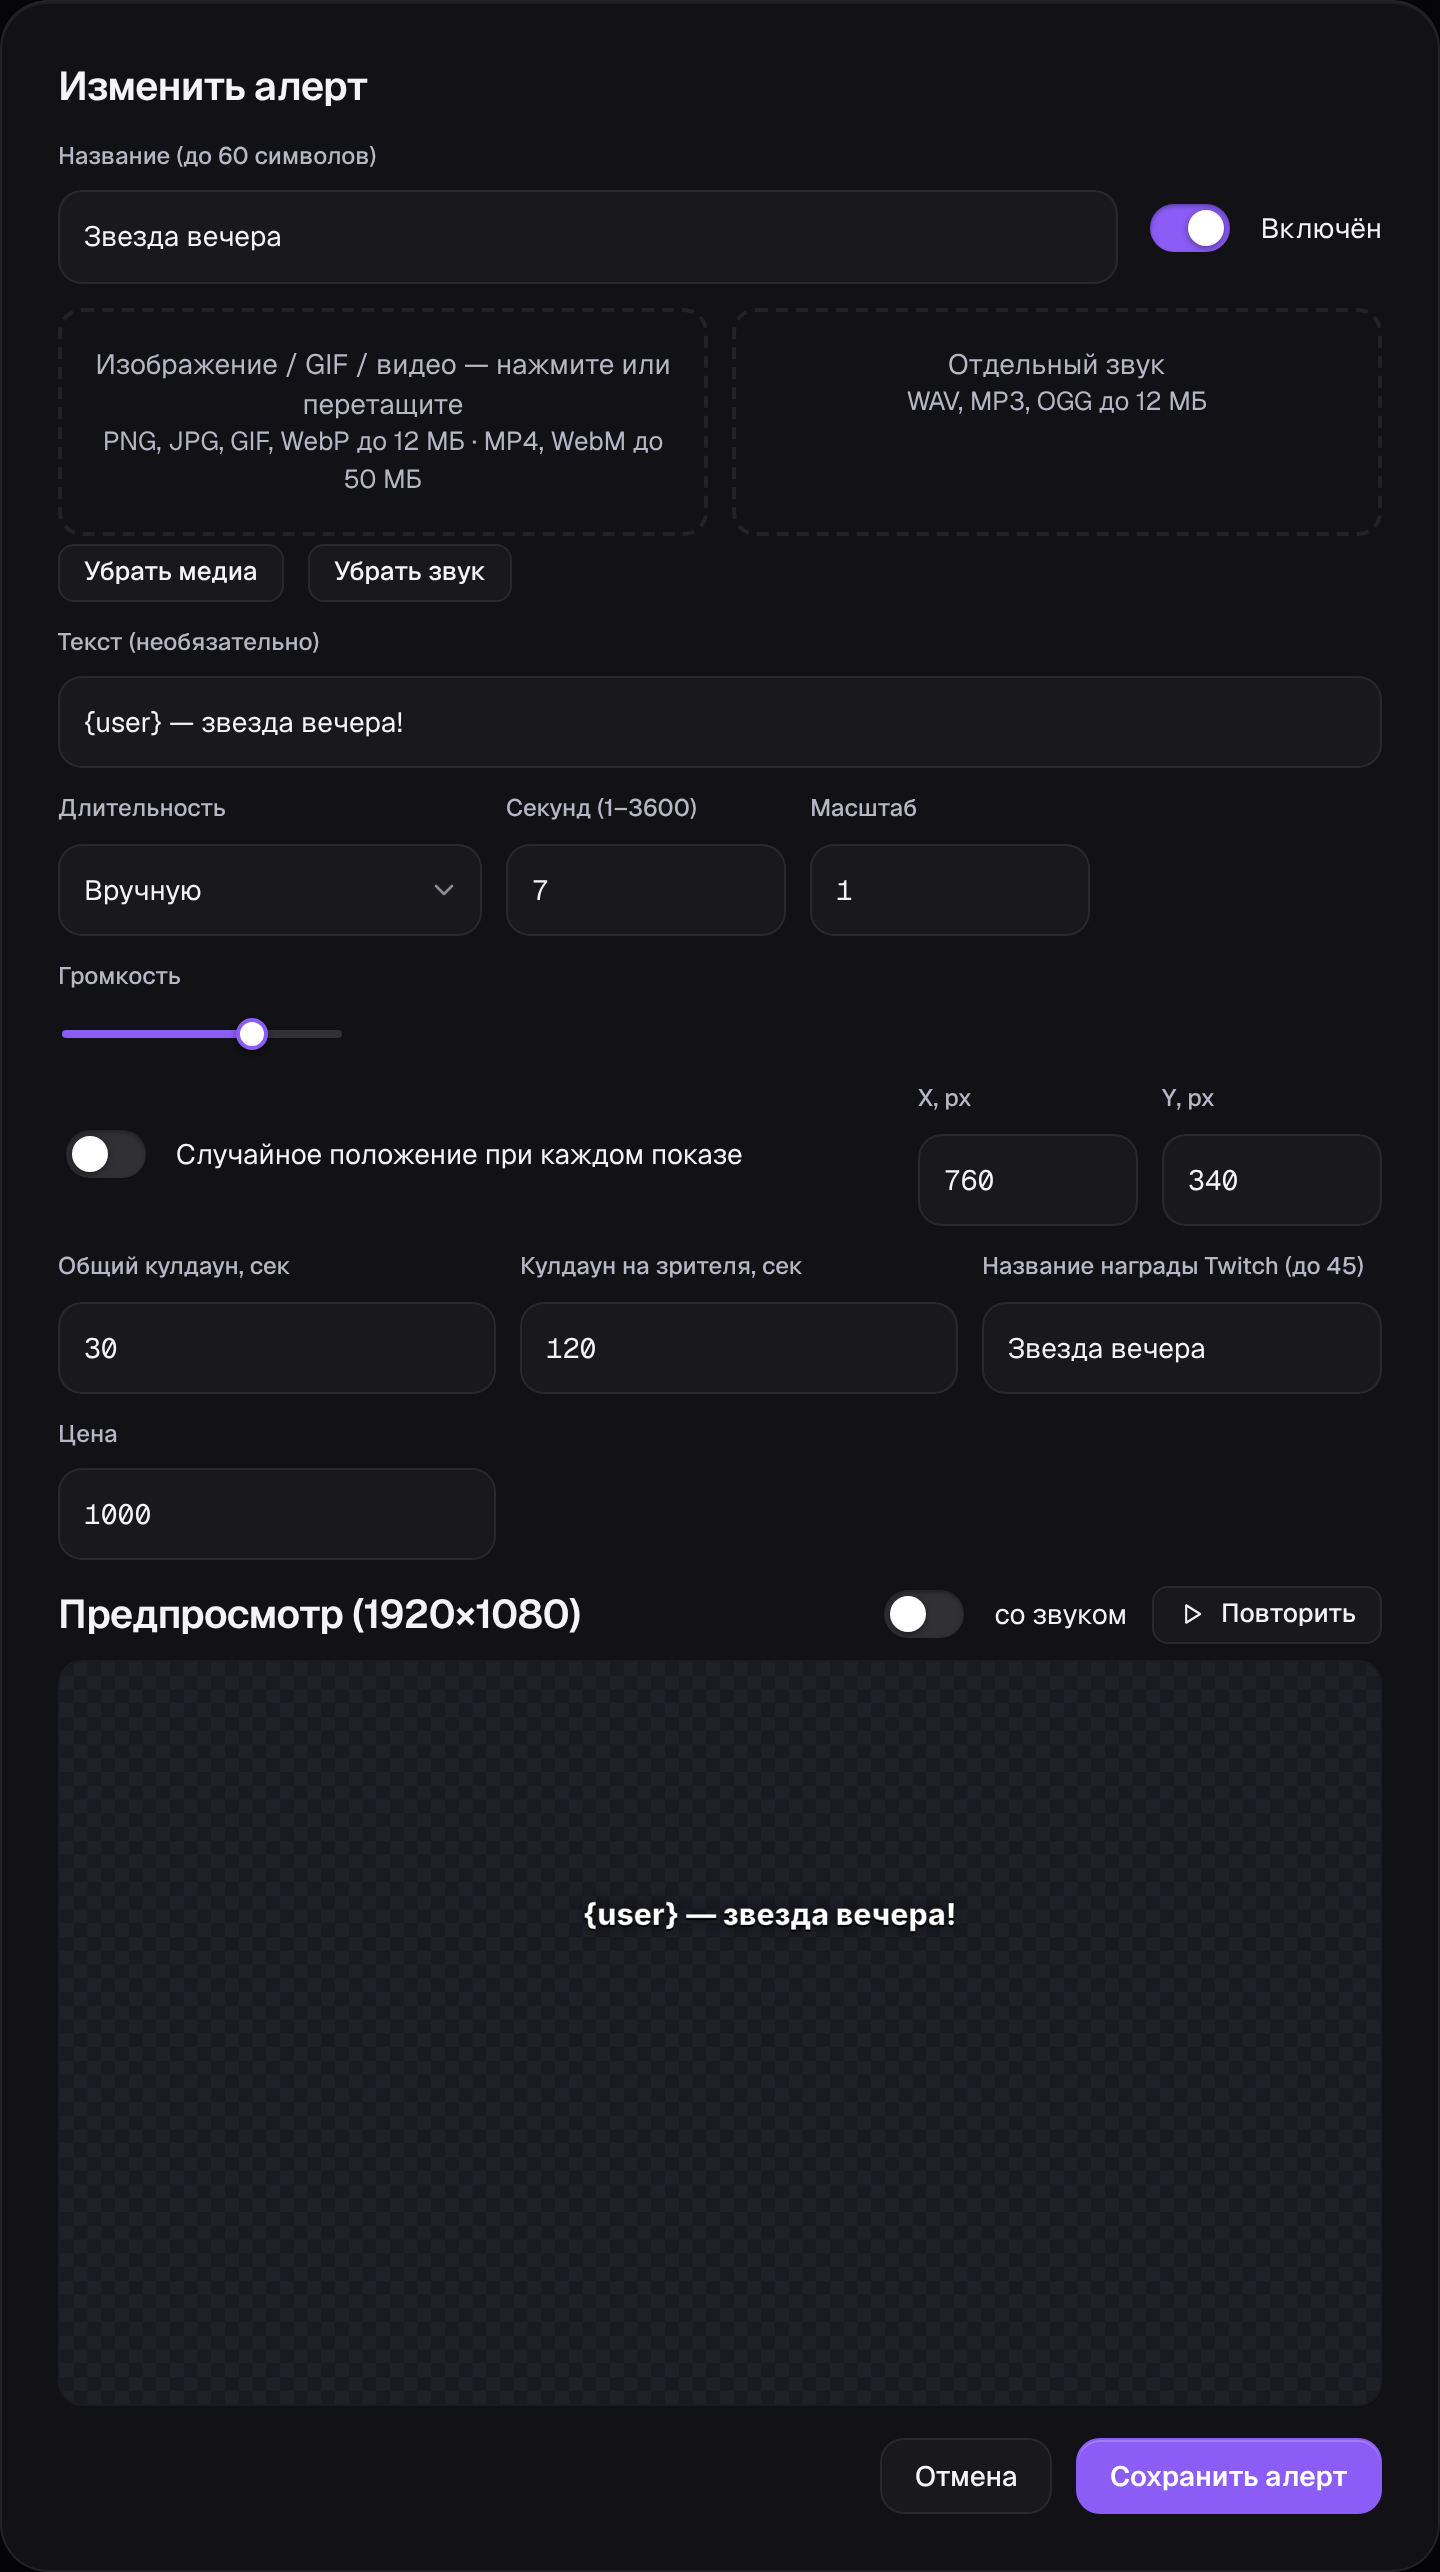 Изменить алерт
Название (до 60 символов)
Звезда вечера
Включён
Изображение / GIF / видео — нажмите или
перетащите
PNG, JPG, GIF, WebP до 12 МБ · MP4, WebM до
50 МБ
Отдельный звук
WAV, MP3, OGG до 12 МБ
Убрать медиа
Убрать звук
Текст (необязательно)
{user} — звезда вечера!
Длительность
Секунд (1–3600)
Масштаб
Вручную
7
1
Громкость
Случайное положение при каждом показе
X, px
Y, px
760
340
Общий кулдаун, сек
Кулдаун на зрителя, сек
Название награды Twitch (до 45)
30
120
Звезда вечера
Цена
1000
Предпросмотр (1920×1080)
со звуком
Повторить
{user} — звезда вечера!
Отмена
Сохранить алерт